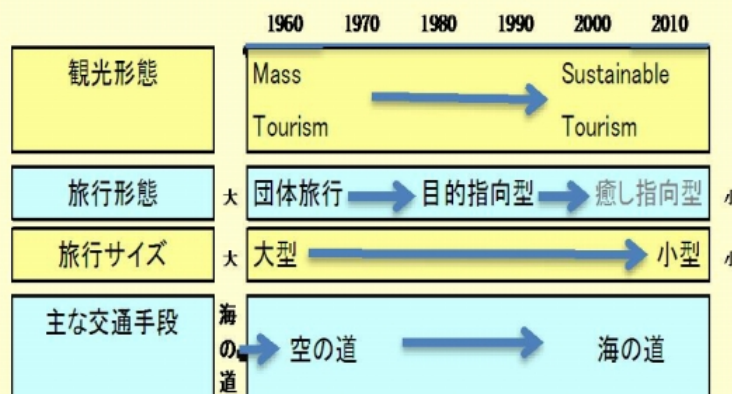 1960 1970 1980 1990 2000 2010
観光形態
Mass
Tourism
Sustainable
Tourism
旅行形態 大 団体旅行 目的指向型 癒し指向型 小
旅行サイズ 大 大型 小型 小
主な交通手段 海の道 空の道 海の道